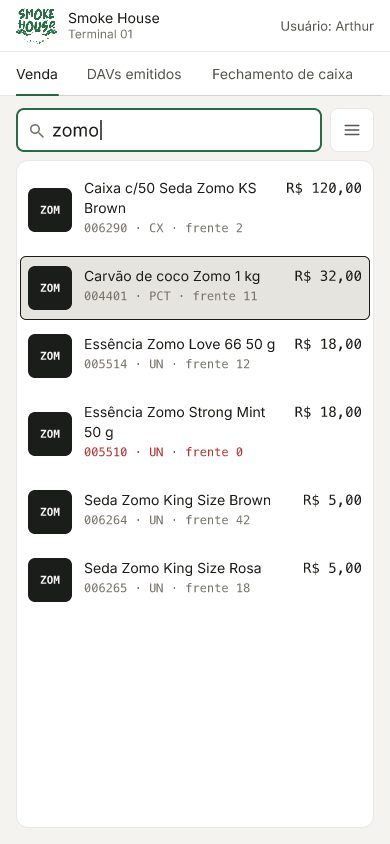 SMOKE
HOUSE
Smoke House
Terminal 01
Usuário: Arthur
Venda
DAVs emitidos
Fechamento de caixa
zomo
ZOM
Caixa c/50 Seda Zomo KS
Brown
R$ 120,00
006290 · CX · frente 2
ZOM
Carvão de coco Zomo 1 kg
R$ 32,00
004401 · PCT · frente 11
ZOM
Essência Zomo Love 66 50 g
R$ 18,00
005514 · UN · frente 12
ZOM
Essência Zomo Strong Mint
50 g
R$ 18,00
005510 · UN · frente 0
ZOM
Seda Zomo King Size Brown
R$ 5,00
006264 · UN · frente 42
ZOM
Seda Zomo King Size Rosa
R$ 5,00
006265 · UN · frente 18